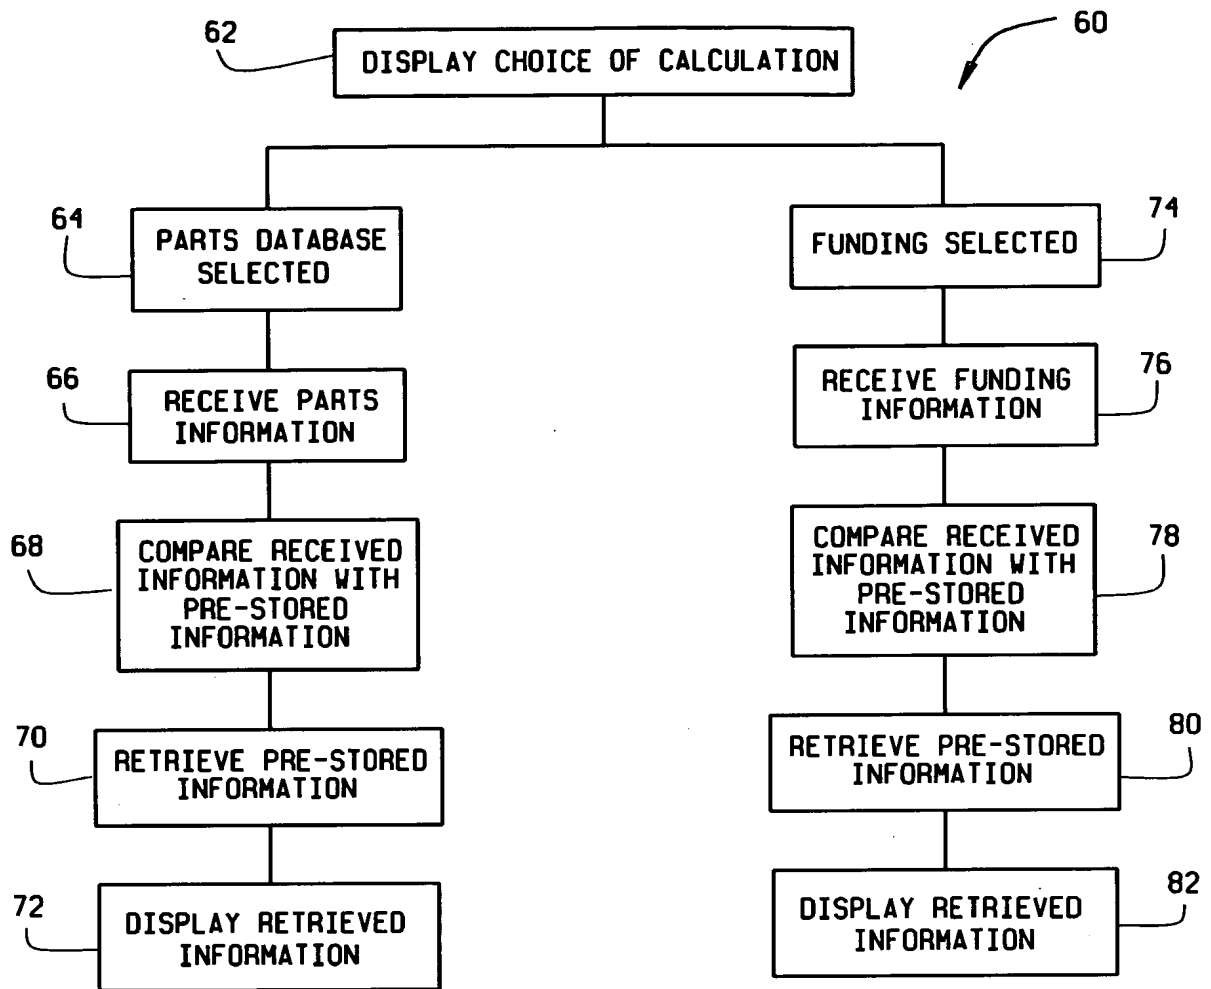 60
62
DISPLAY CHOICE OF CALCULATION
64
PARTS DATABASE
SELECTED
66
RECEIVE PARTS
INFORMATION
68
COMPARE RECEIVED
INFORMATION WITH
PRE-STORED
INFORMATION
70
RETRIEVE PRE-STORED
INFORMATION
72
DISPLAY RETRIEVED
INFORMATION
74
FUNDING SELECTED
76
RECEIVE FUNDING
INFORMATION
78
COMPARE RECEIVED
INFORMATION WITH
PRE-STORED
INFORMATION
80
RETRIEVE PRE-STORED
INFORMATION
82
DISPLAY RETRIEVED
INFORMATION